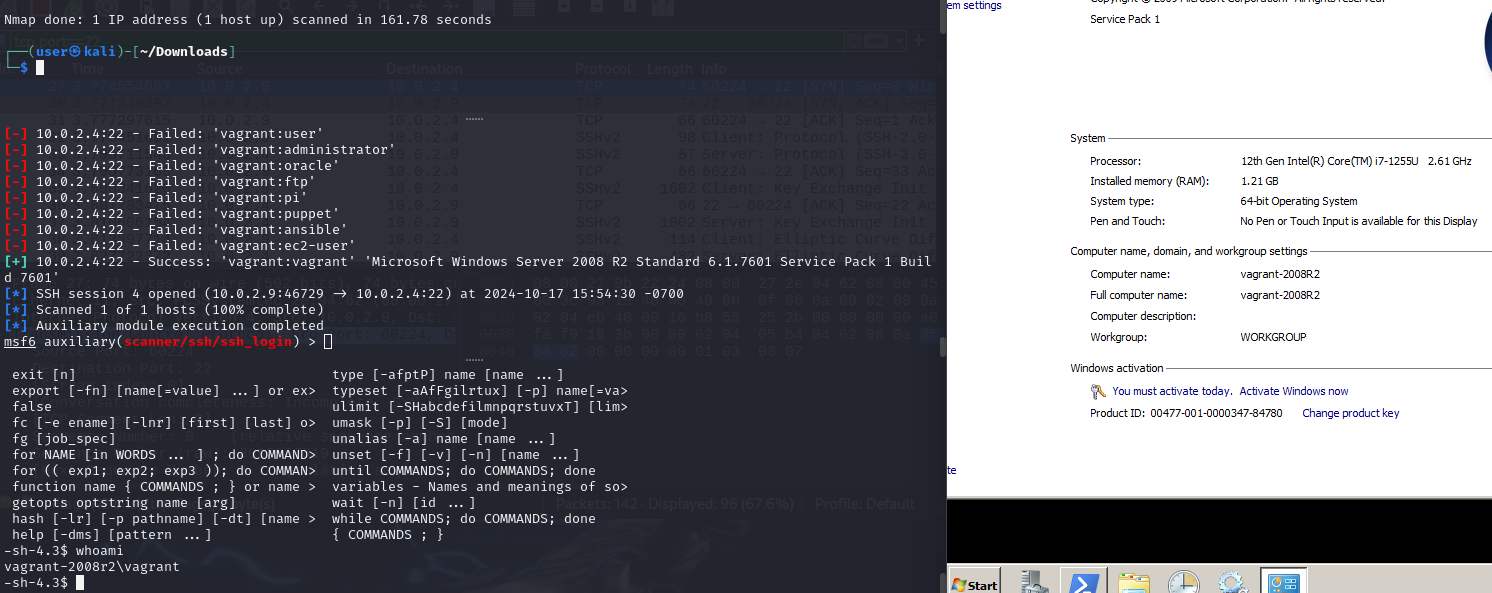 Nmap done: 1 IP address (1 host up) scanned in 161.78 seconds
┌──(user㉿kali)-[~/Downloads]
└─$
Time Source Destination Protocol Length Info
[-] 10.0.2.4:22 - Failed: 'vagrant:user'
[-] 10.0.2.4:22 - Failed: 'vagrant:administrator'
[-] 10.0.2.4:22 - Failed: 'vagrant:oracle'
[-] 10.0.2.4:22 - Failed: 'vagrant:ftp'
[-] 10.0.2.4:22 - Failed: 'vagrant:pi'
[-] 10.0.2.4:22 - Failed: 'vagrant:puppet'
[-] 10.0.2.4:22 - Failed: 'vagrant:ansible'
[-] 10.0.2.4:22 - Failed: 'vagrant:ec2-user'
[+] 10.0.2.4:22 - Success: 'vagrant:vagrant' 'Microsoft Windows Server 2008 R2 Standard 6.1.7601 Service Pack 1 Buil
d 7601'
[*] SSH session 4 opened (10.0.2.9:46729 → 10.0.2.4:22) at 2024-10-17 15:54:30 -0700
[*] Scanned 1 of 1 hosts (100% complete)
[*] Auxiliary module execution completed
msf6 auxiliary(scanner/ssh/ssh_login) >
exit [n] type [-afptP] name [name ...]
export [-fn] [name[=value] ...] or ex> typeset [-aAfFgilrtux] [-p] name[=va>
false ulimit [-SHabcdefilmnpqrstuvxT] [lim>
fc [-e ename] [-lnr] [first] [last] o> umask [-p] [-S] [mode]
fg [job_spec] unalias [-a] name [name ...]
for NAME [in WORDS ... ] ; do COMMAND> unset [-f] [-v] [-n] [name ...]
for (( exp1; exp2; exp3 )); do COMMAN> until COMMANDS; do COMMANDS; done
function name { COMMANDS ; } or name > variables - Names and meanings of so>
getopts optstring name [arg] wait [-n] [id ...]
hash [-lr] [-p pathname] [-dt] [name > while COMMANDS; do COMMANDS; done
help [-dms] [pattern ...] { COMMANDS ; }
Packets: 142 · Displayed: 96 (67.6%) Profile: Default
-sh-4.3$ whoami
vagrant-2008r2\vagrant
-sh-4.3$
em settings
Service Pack 1
System
Processor: 12th Gen Intel(R) Core(TM) i7-1255U 2.61 GHz
Installed memory (RAM): 1.21 GB
System type: 64-bit Operating System
Pen and Touch: No Pen or Touch Input is available for this Display
Computer name, domain, and workgroup settings
Computer name: vagrant-2008R2
Full computer name: vagrant-2008R2
Computer description:
Workgroup: WORKGROUP
Windows activation
You must activate today. Activate Windows now
Product ID: 00477-001-0000347-84780 Change product key
te
Start